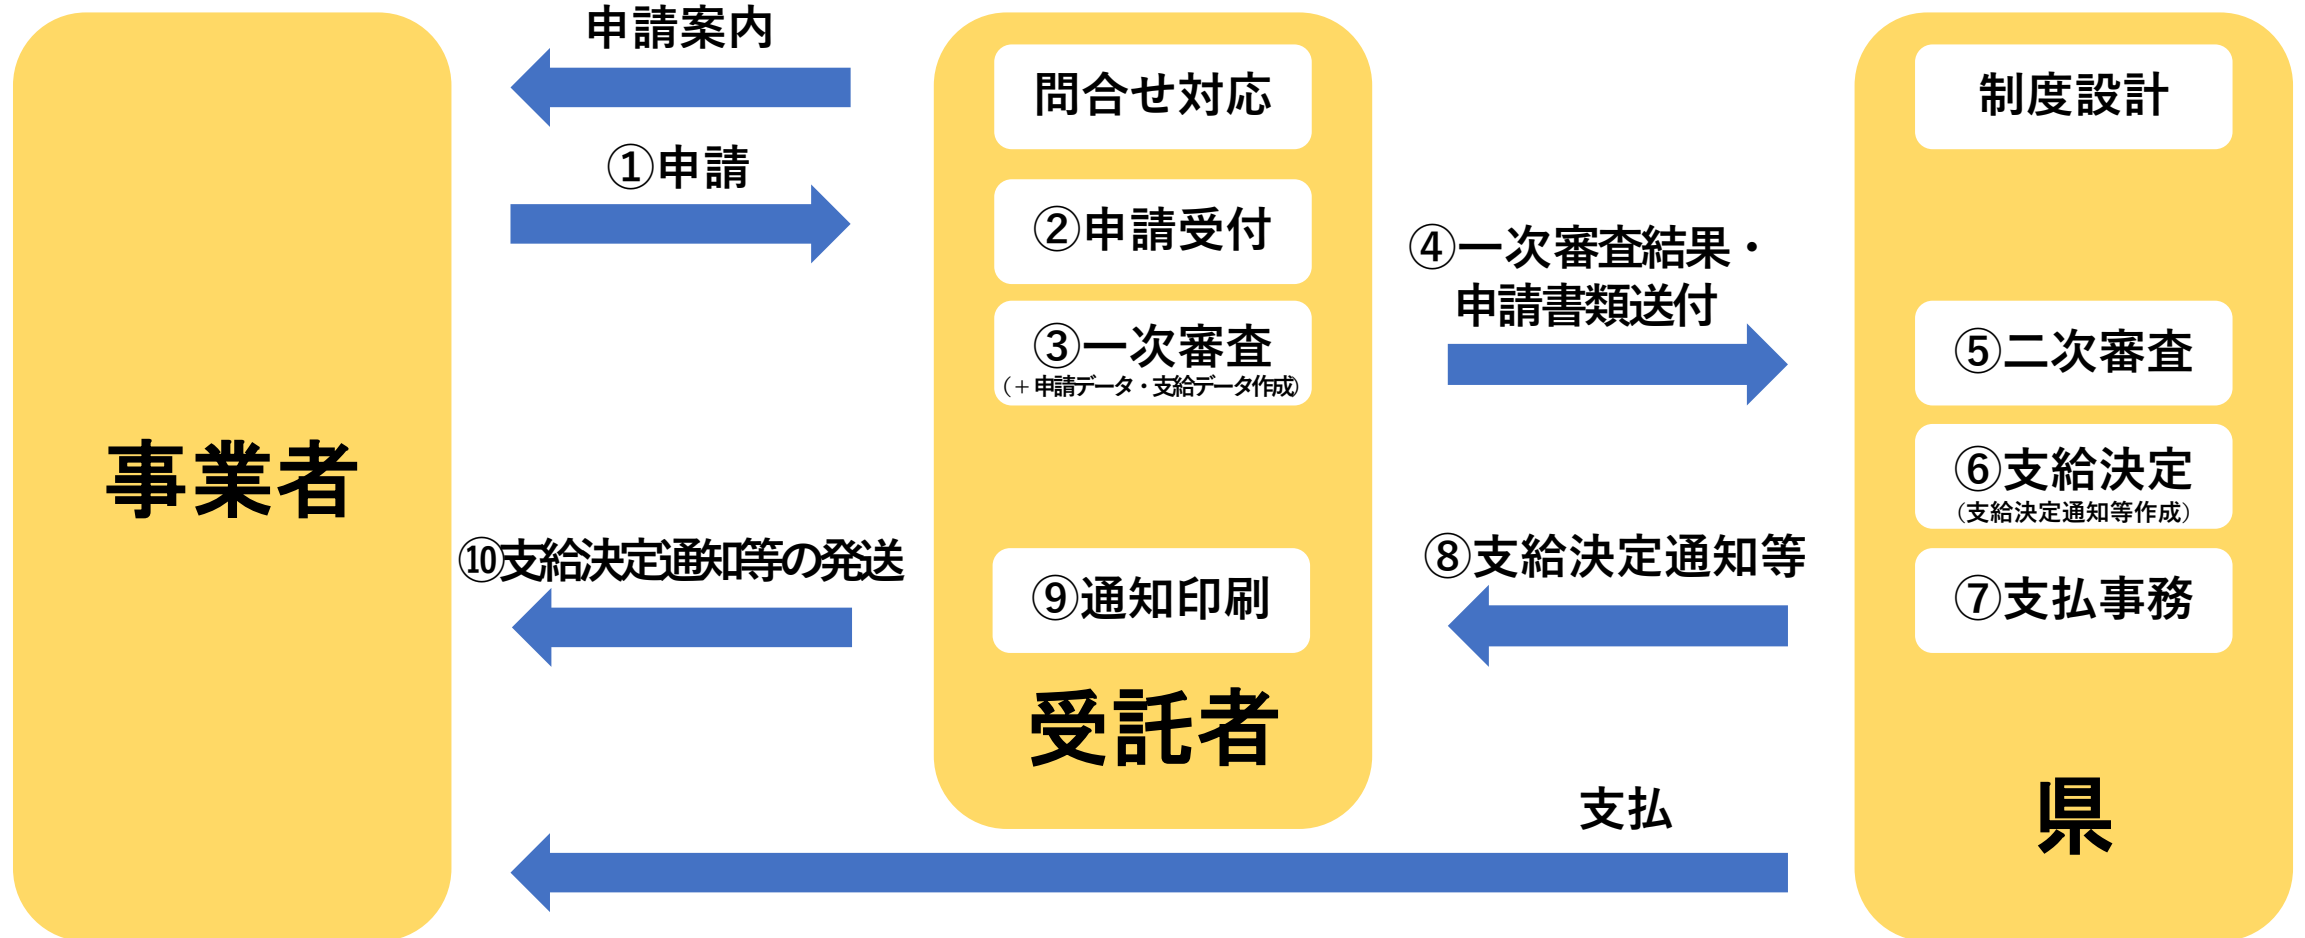 申請案内
①申請
事業者
⑩支給決定通知等の発送
問合せ対応
②申請受付
③一次審査
（＋申請データ・支給データ作成）
⑨通知印刷
受託者
④一次審査結果・
申請書類送付
⑧支給決定通知等
支払
制度設計
⑤二次審査
⑥支給決定
（支給決定通知等作成）
⑦支払事務
県